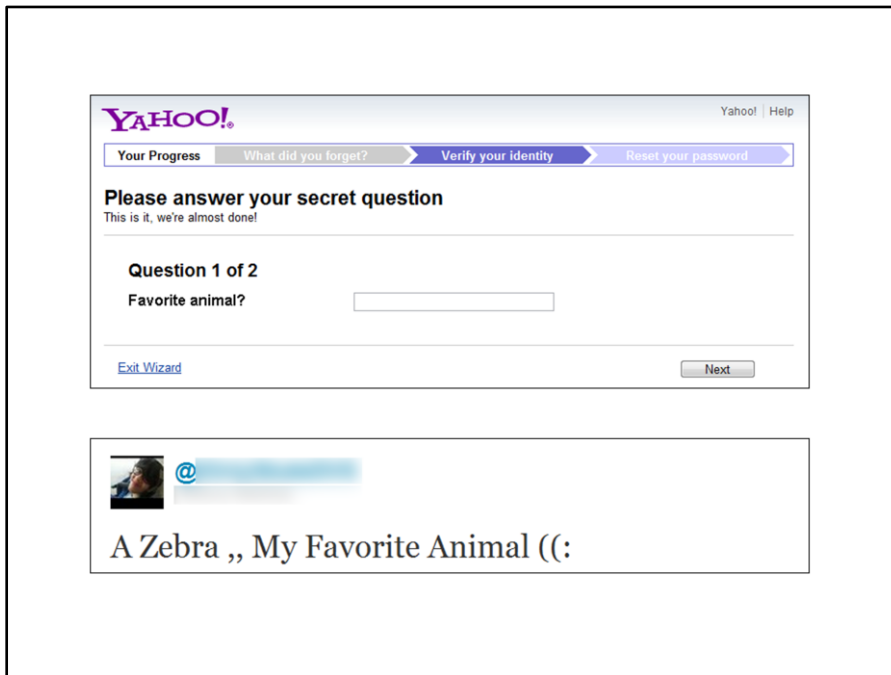 YAHOO!®
Yahoo! | Help
Your Progress What did you forget? Verify your identity Reset your password
Please answer your secret question
This is it, we're almost done!
Question 1 of 2
Favorite animal?
Exit Wizard Next
@
A Zebra ,, My Favorite Animal ((: